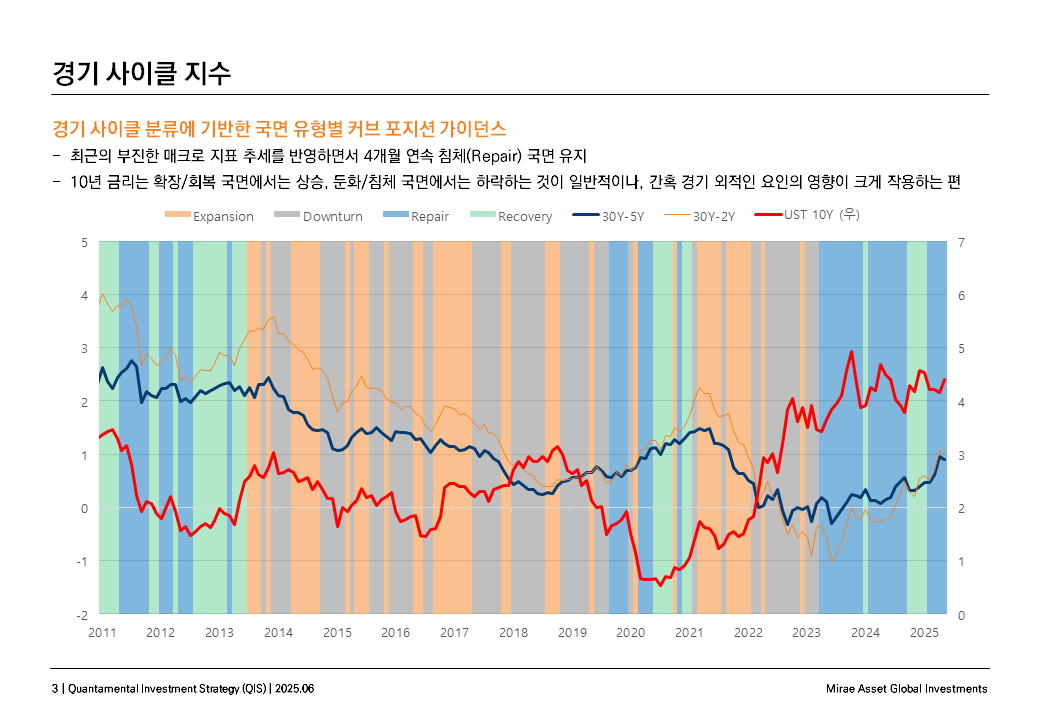 경기 사이클 지수
경기 사이클 분류에 기반한 국면 유형별 커브 포지션 가이던스
− 최근의 부진한 매크로 지표 추세를 반영하면서 4개월 연속 침체(Repair) 국면 유지
− 10년 금리는 확장/회복 국면에서는 상승, 둔화/침체 국면에서는 하락하는 것이 일반적이나, 간혹 경기 외적인 요인의 영향이 크게 작용하는 편
Expansion Downturn Repair Recovery 30Y-5Y 30Y-2Y UST 10Y (우)
5 7
4 6
3 5
2 4
1 3
0 2
-1 1
-2 0
2011 2012 2013 2014 2015 2016 2017 2018 2019 2020 2021 2022 2023 2024 2025
3 | Quantamental Investment Strategy (QIS) | 2025.06 Mirae Asset Global Investments